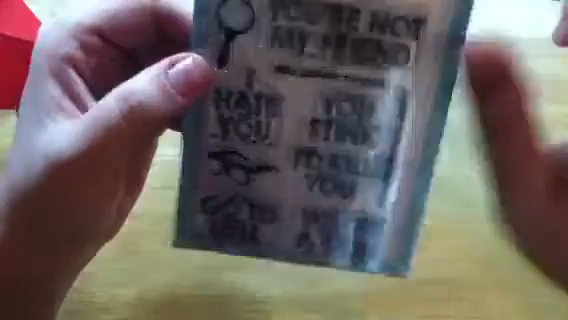 YOU'RE NOT
MY FRIEND
I
HATE
YOU
YOU
STINK
I'D KILL
YOU
GO TO
HELL